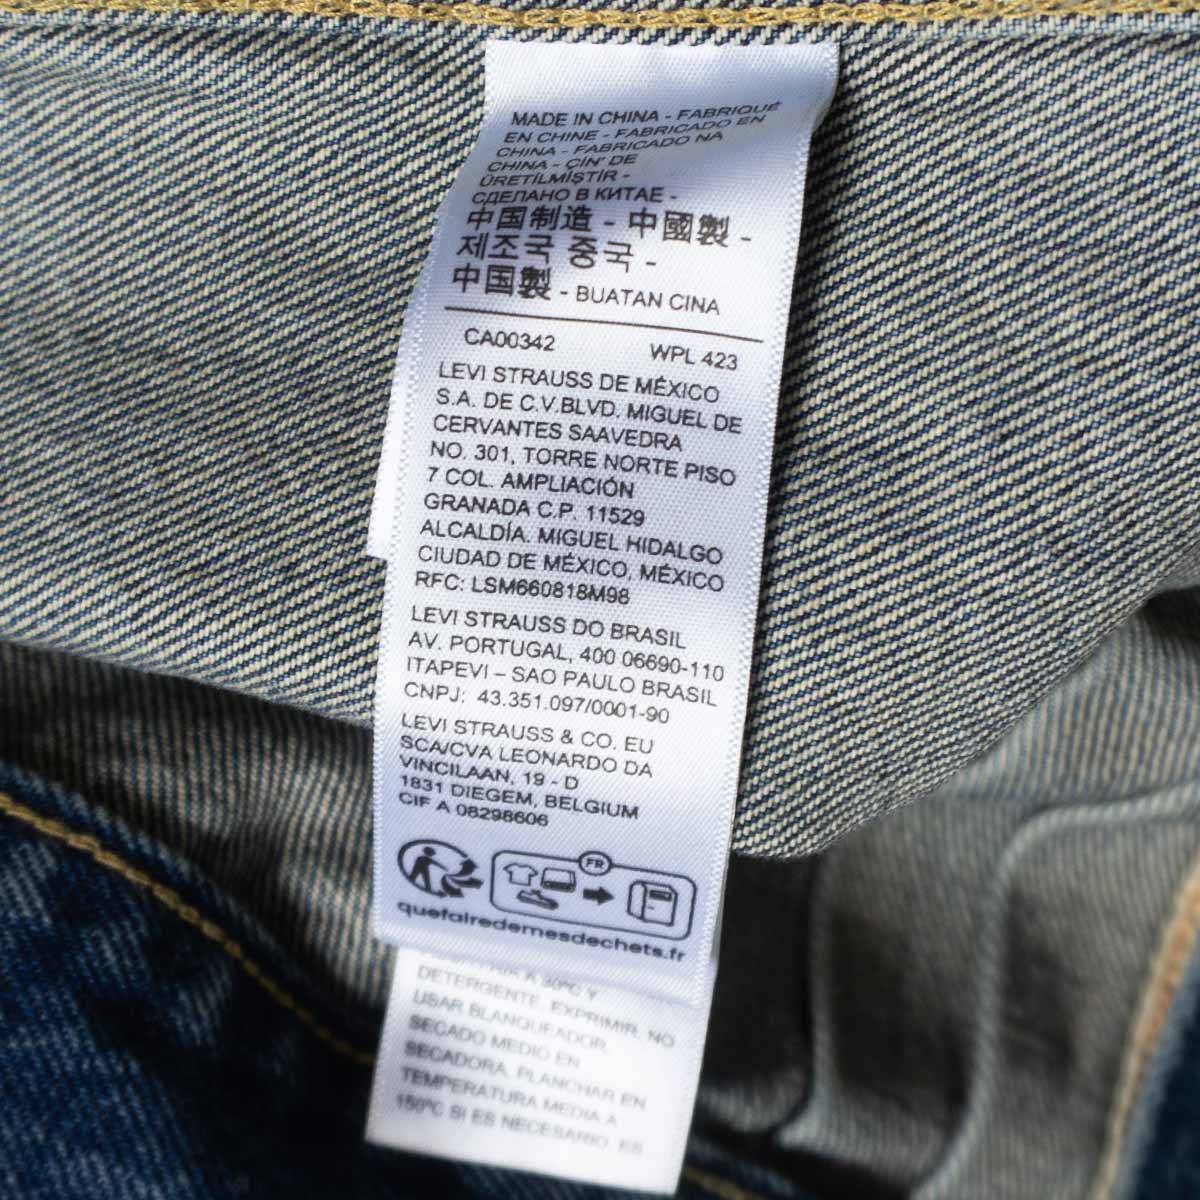 MADE IN CHINA - FABRIQUÉ
EN CHINE - FABRICADO EN
CHINA - FABRICADO NA
CHINA - ÇİN' DE
ÜRETİLMİŞTİR -
СДЕЛАНО В КИТАЕ -
中国制造 - 中國製 -
제조국 중국 -
中国製 - BUATAN CINA
CA00342 WPL 423
LEVI STRAUSS DE MÉXICO
S.A. DE C.V.BLVD. MIGUEL DE
CERVANTES SAAVEDRA
NO. 301, TORRE NORTE PISO
7 COL. AMPLIACIÓN
GRANADA C.P. 11529
ALCALDÍA. MIGUEL HIDALGO
CIUDAD DE MÉXICO, MÉXICO
RFC: LSM660818M98
LEVI STRAUSS DO BRASIL
AV. PORTUGAL, 400 06690-110
ITAPEVI – SAO PAULO BRASIL
CNPJ: 43.351.097/0001-90
LEVI STRAUSS & CO. EU
SCA/CVA LEONARDO DA
VINCILAAN, 19 - D
1831 DIEGEM, BELGIUM
CIF A 08298606
FR
quefairedemesdechets.fr
A 30ºC Y
DETERGENTE. EXPRIMIR, NO
USAR BLANQUEADOR,
SECADO MEDIO EN
SECADORA, PLANCHAR EN
TEMPERATURA MEDIA A
150ºC SI ES NECESARIO, ES